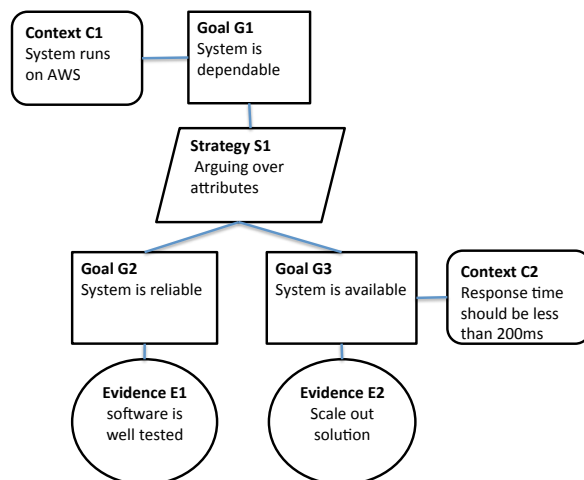 Context C1
System runs
on AWS
Goal G1
System is
dependable
Strategy S1
Arguing over
attributes
Goal G2
System is reliable
Goal G3
System is available
Context C2
Response time
should be less
than 200ms
Evidence E1
software is
well tested
Evidence E2
Scale out
solution